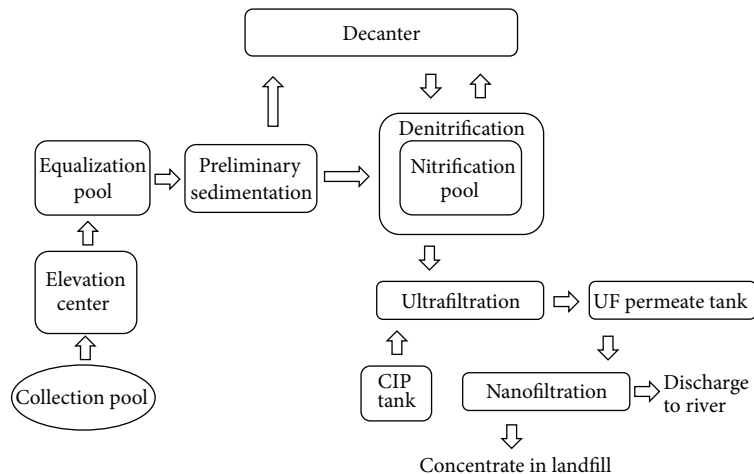 Decanter
Denitrification
Equalization
pool
Preliminary
sedimentation
Nitrification
pool
Elevation
center
Ultrafiltration
UF permeate tank
Collection pool
CIP
tank
Nanofiltration
Discharge
to river
Concentrate in landfill